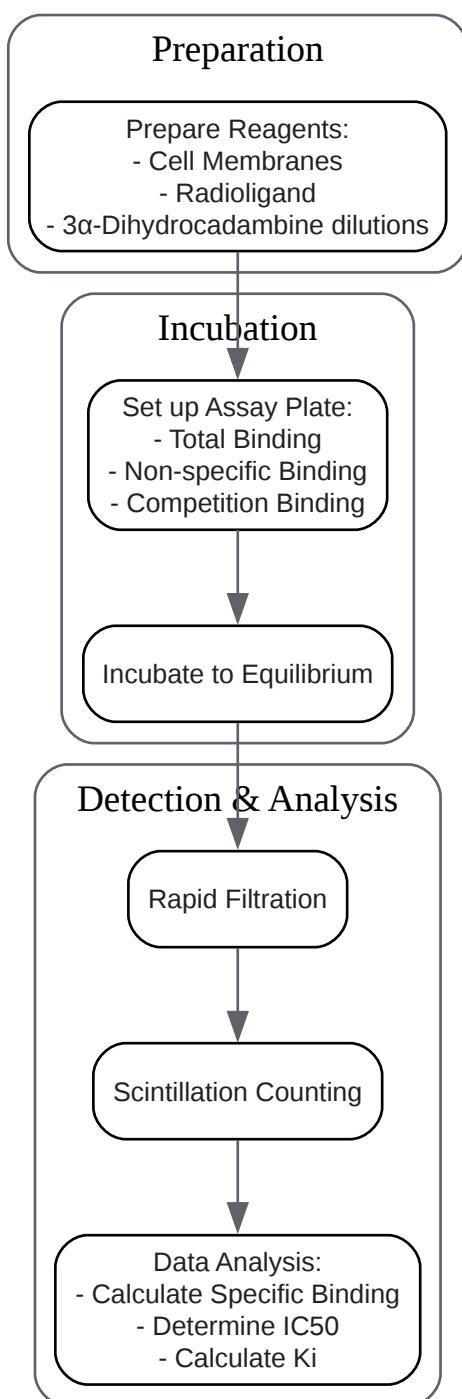 Preparation
Prepare Reagents:
- Cell Membranes
- Radioligand
- 3α-Dihydrocadambine dilutions
Incubation
Set up Assay Plate:
- Total Binding
- Non-specific Binding
- Competition Binding
Incubate to Equilibrium
Detection & Analysis
Rapid Filtration
Scintillation Counting
Data Analysis:
- Calculate Specific Binding
- Determine IC50
- Calculate Ki